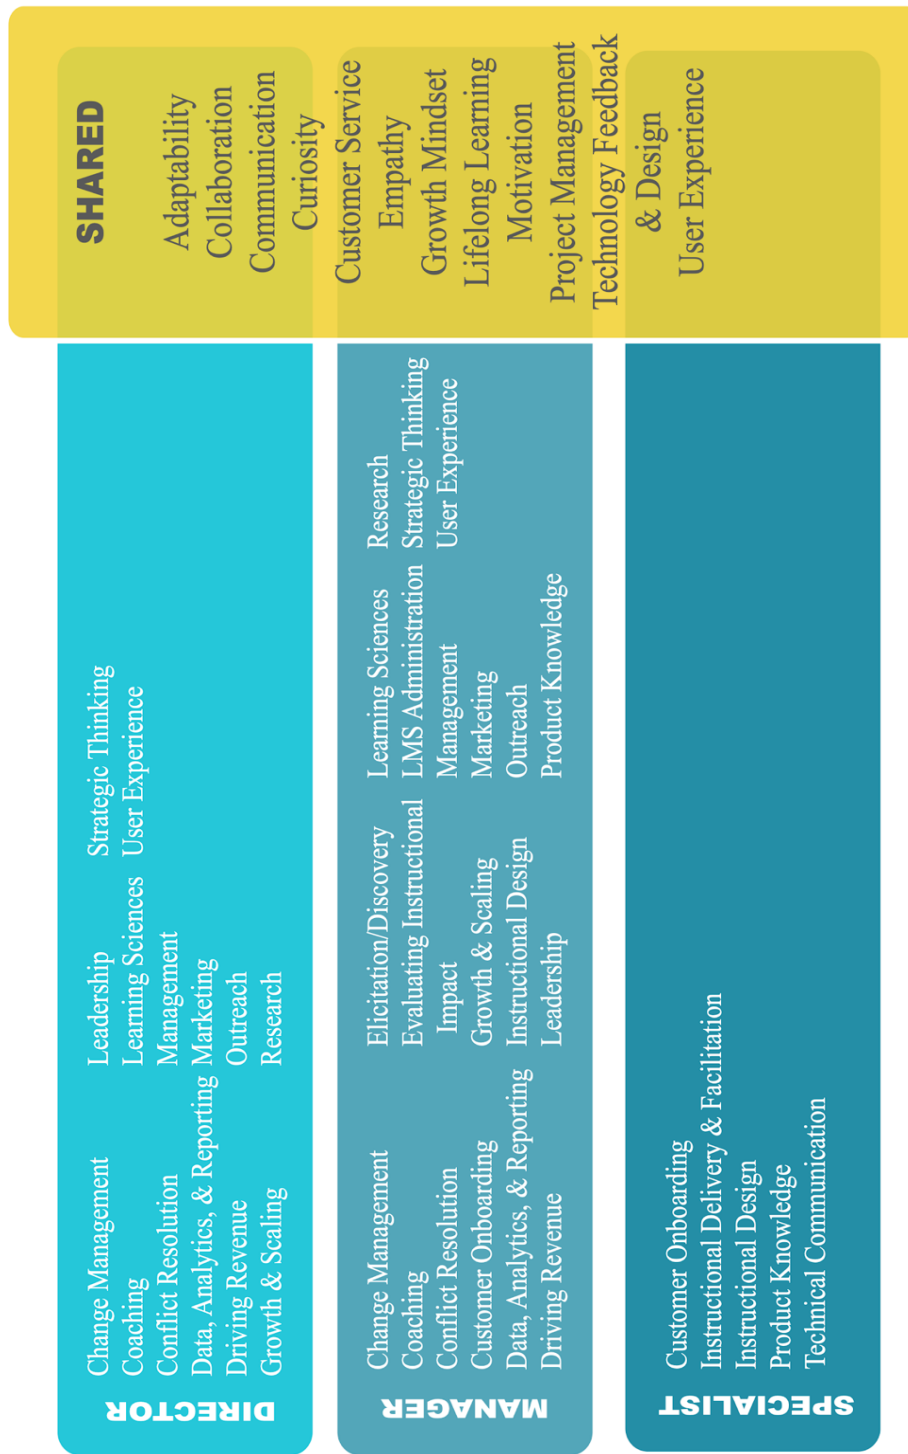 DIRECTOR
Change Management
Coaching
Conflict Resolution
Data, Analytics, & Reporting
Driving Revenue
Growth & Scaling
Leadership
Learning Sciences
Management
Marketing
Outreach
Research
Strategic Thinking
User Experience
MANAGER
Change Management
Coaching
Conflict Resolution
Customer Onboarding
Data, Analytics, & Reporting
Driving Revenue
Elicitation/Discovery
Evaluating Instructional
Impact
Growth & Scaling
Instructional Design
Leadership
Learning Sciences
LMS Administration
Management
Marketing
Outreach
Product Knowledge
Research
Strategic Thinking
User Experience
SPECIALIST
Customer Onboarding
Instructional Delivery & Facilitation
Instructional Design
Product Knowledge
Technical Communication
SHARED
Adaptability
Collaboration
Communication
Curiosity
Customer Service
Empathy
Growth Mindset
Lifelong Learning
Motivation
Project Management
Technology Feedback
& Design
User Experience